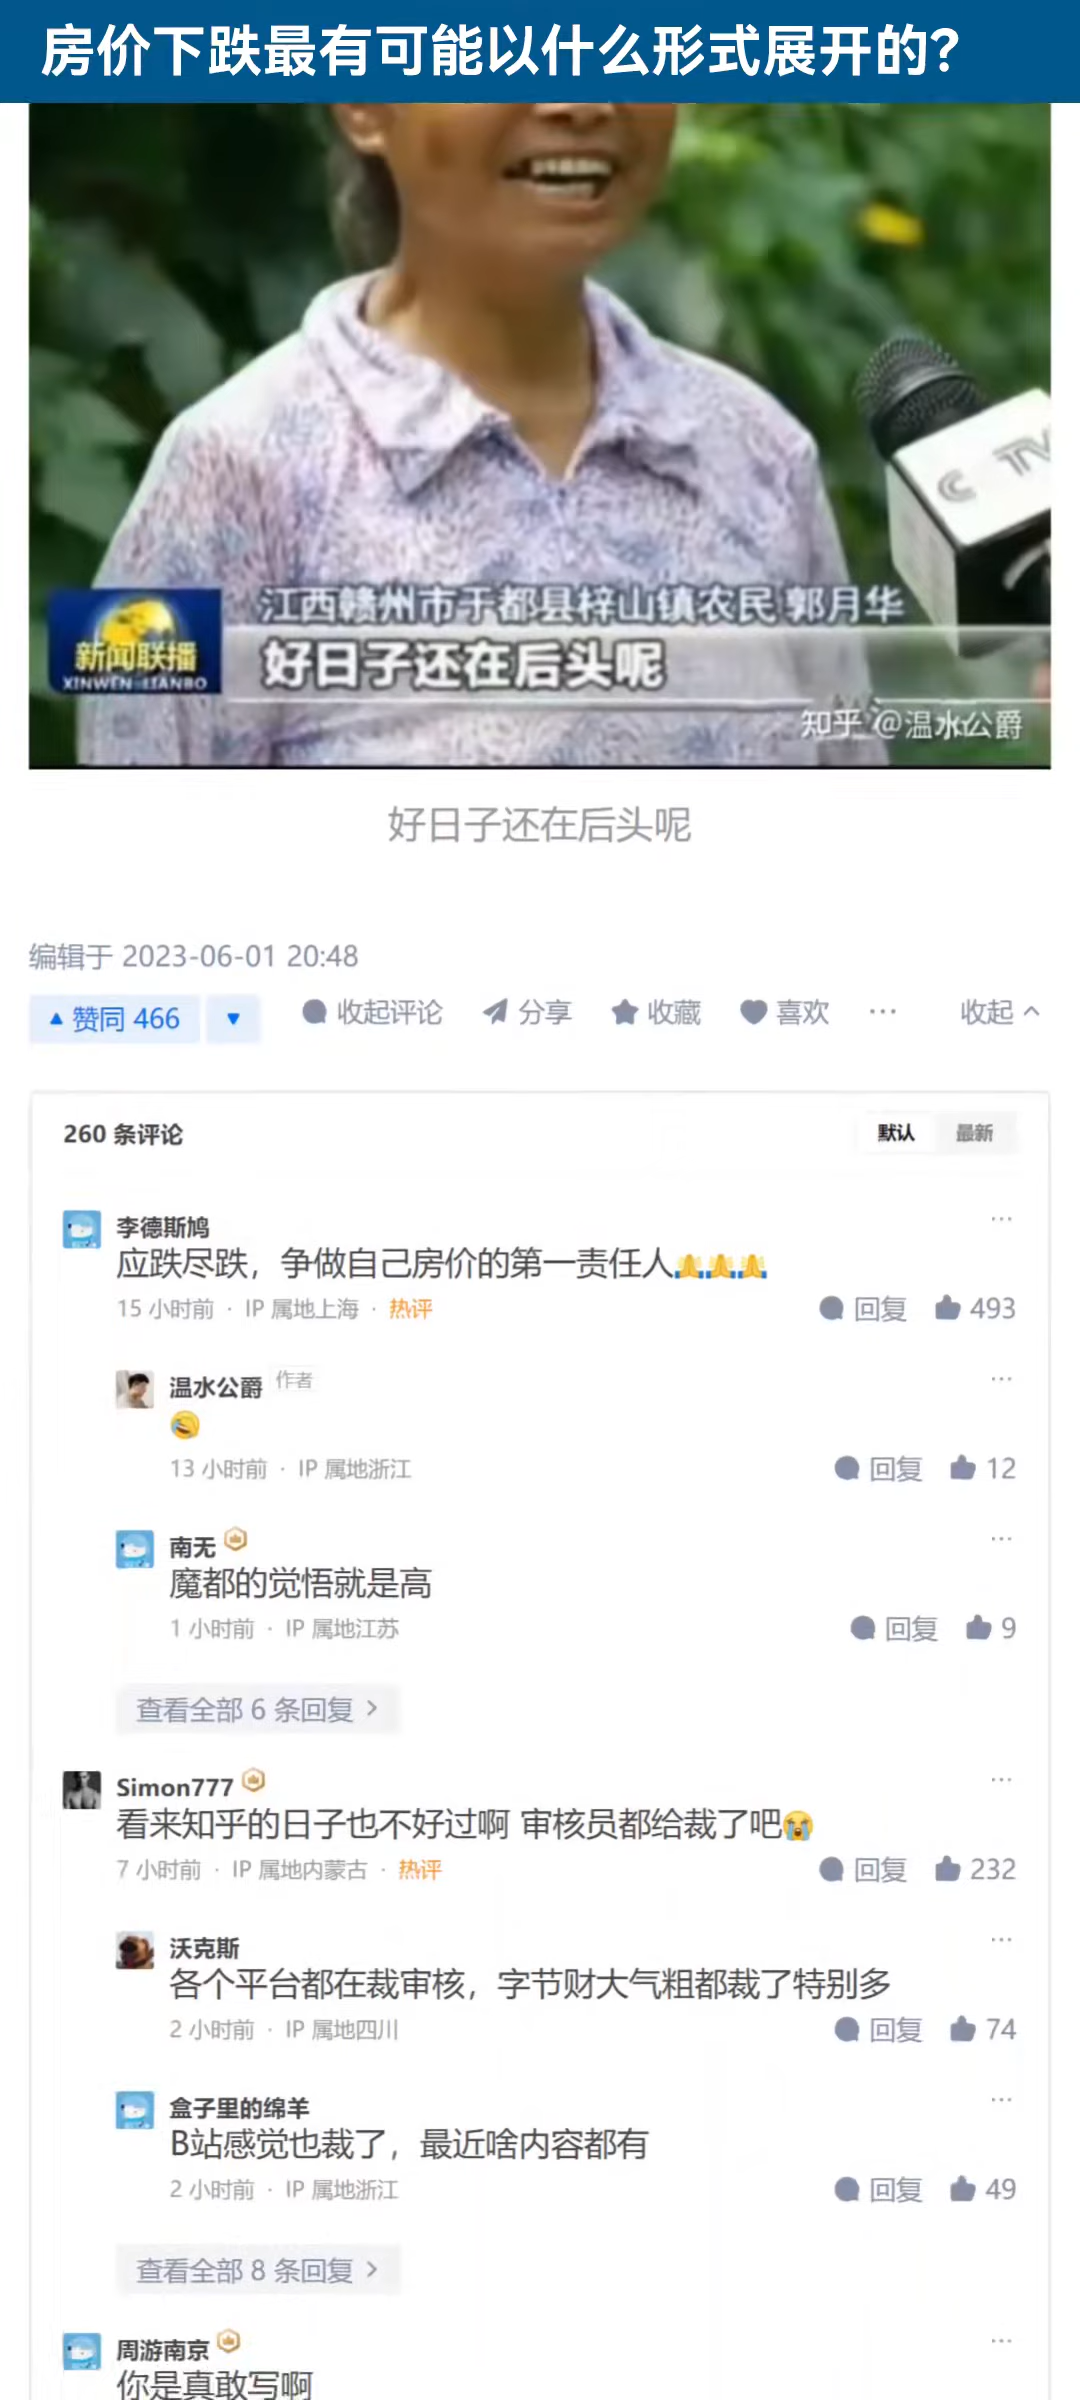 房价下跌最有可能以什么形式展开的？
CTV
江西赣州市于都县梓山镇农民 郭月华
新闻联播
XINWEN LIANBO
好日子还在后头呢
知乎 @温水公爵
好日子还在后头呢
编辑于 2023-06-01 20:48
赞同 466
收起评论
分享
收藏
喜欢
收起
260 条评论
默认
最新
李德斯鸠
应跌尽跌，争做自己房价的第一责任人🙏🙏🙏
15 小时前 · IP 属地上海 · 热评
回复
493
温水公爵 作者
🤣
13 小时前 · IP 属地浙江
回复
12
南无
魔都的觉悟就是高
1 小时前 · IP 属地江苏
回复
9
查看全部 6 条回复 >
Simon777
看来知乎的日子也不好过啊 审核员都给裁了吧😭
7 小时前 · IP 属地内蒙古 · 热评
回复
232
沃克斯
各个平台都在裁审核，字节财大气粗都裁了特别多
2 小时前 · IP 属地四川
回复
74
盒子里的绵羊
B站感觉也裁了，最近啥内容都有
2 小时前 · IP 属地浙江
回复
49
查看全部 8 条回复 >
周游南京
你是真敢写啊